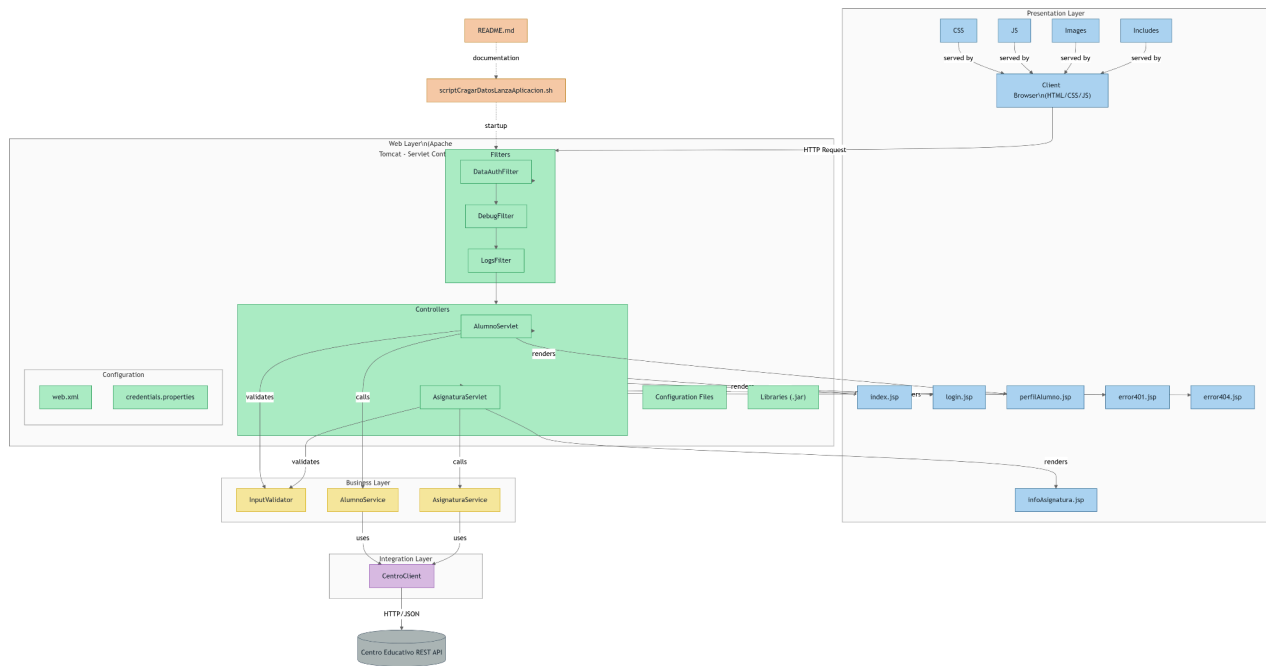 README.md
documentation
scriptCragarDatosLanzaAplicacion.sh
startup
Presentation Layer
CSS
JS
Images
Includes
served by
served by
served by
served by
Client
Browser\n(HTML/CSS/JS)
HTTP Request
Web Layer\n(Apache
Tomcat - Servlet Cont
Filters
DataAuthFilter
DebugFilter
LogsFilter
Controllers
AlumnoServlet
renders
Configuration
web.xml
credentials.properties
validates
calls
AsignaturaServlet
Configuration Files
Libraries (.jar)
index.jsp
login.jsp
perfilAlumno.jsp
error401.jsp
error404.jsp
validates
calls
renders
Business Layer
InputValidator
AlumnoService
AsignaturaService
infoAsignatura.jsp
uses
uses
Integration Layer
CentroClient
HTTP/JSON
Centro Educativo REST API